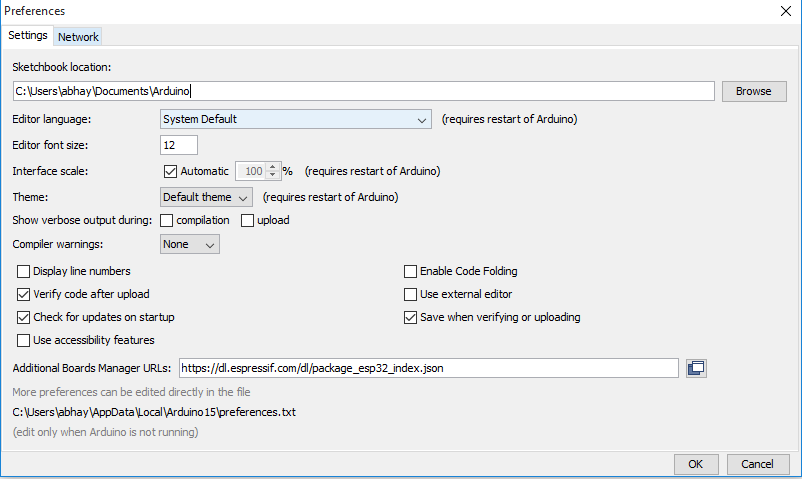 Preferences
Settings Network
Sketchbook location:
C:\Users\abhay\Documents\Arduino
Browse
Editor language: System Default (requires restart of Arduino)
Editor font size: 12
Interface scale: Automatic 100 % (requires restart of Arduino)
Theme: Default theme (requires restart of Arduino)
Show verbose output during: compilation upload
Compiler warnings: None
Display line numbers Enable Code Folding
Verify code after upload Use external editor
Check for updates on startup Save when verifying or uploading
Use accessibility features
Additional Boards Manager URLs: https://dl.espressif.com/dl/package_esp32_index.json
More preferences can be edited directly in the file
C:\Users\abhay\AppData\Local\Arduino15\preferences.txt
(edit only when Arduino is not running)
OK Cancel